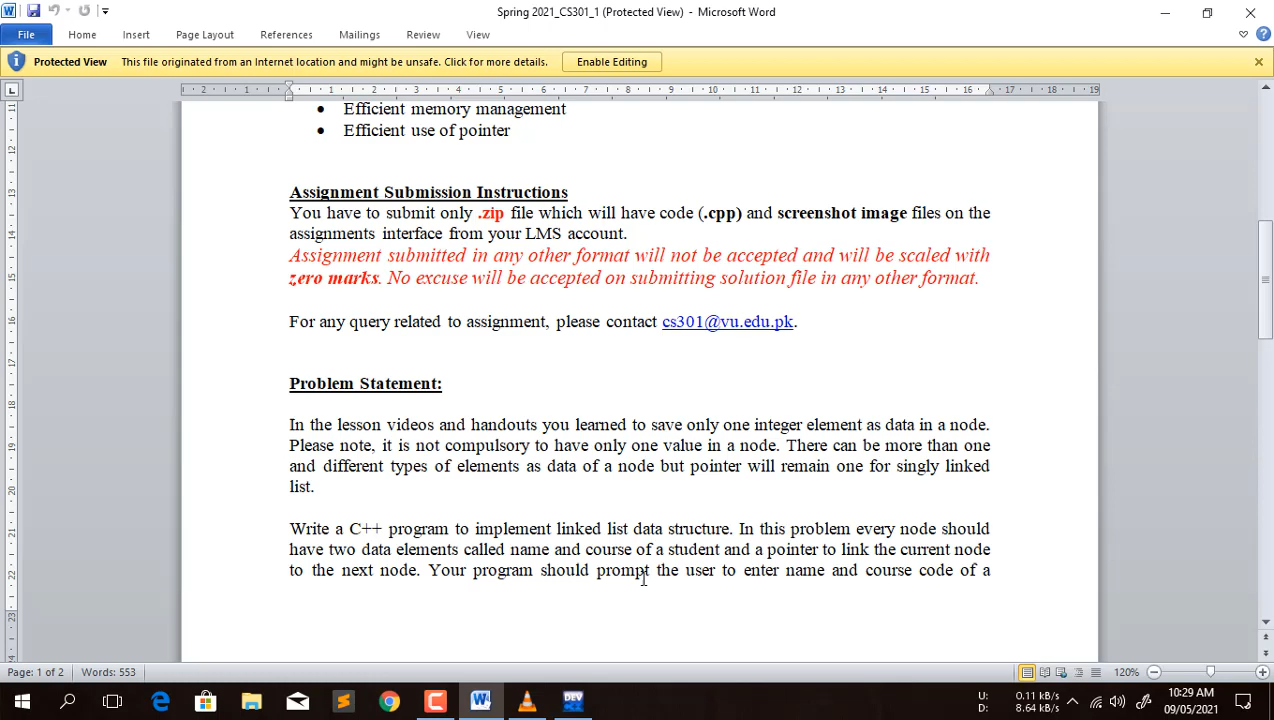 Spring 2021_CS301_1 (Protected View) - Microsoft Word
File Home Insert Page Layout References Mailings Review View
Protected View This file originated from an Internet location and might be unsafe. Click for more details. Enable Editing
• Efficient memory management
• Efficient use of pointer
Assignment Submission Instructions
You have to submit only .zip file which will have code (.cpp) and screenshot image files on the
assignments interface from your LMS account.
Assignment submitted in any other format will not be accepted and will be scaled with
zero marks. No excuse will be accepted on submitting solution file in any other format.
For any query related to assignment, please contact cs301@vu.edu.pk.
Problem Statement:
In the lesson videos and handouts you learned to save only one integer element as data in a node.
Please note, it is not compulsory to have only one value in a node. There can be more than one
and different types of elements as data of a node but pointer will remain one for singly linked
list.
Write a C++ program to implement linked list data structure. In this problem every node should
have two data elements called name and course of a student and a pointer to link the current node
to the next node. Your program should prompt the user to enter name and course code of a
Page: 1 of 2 Words: 553 120%
U: 0.11 kB/s
D: 8.64 kB/s
10:29 AM
09/05/2021